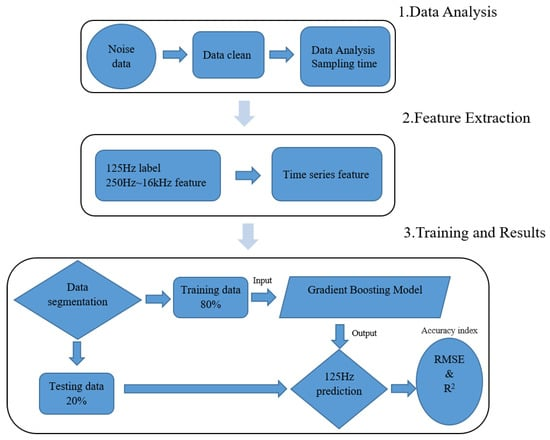 1.Data Analysis
Noise
data
Data clean
Data Analysis
Sampling time
2.Feature Extraction
125Hz label
250Hz~16kHz feature
Time series feature
3.Training and Results
Data
segmentation
Training data
80%
Input
Gradient Boosting Model
Output
Accuracy index
Testing data
20%
125Hz
prediction
RMSE
&
R²